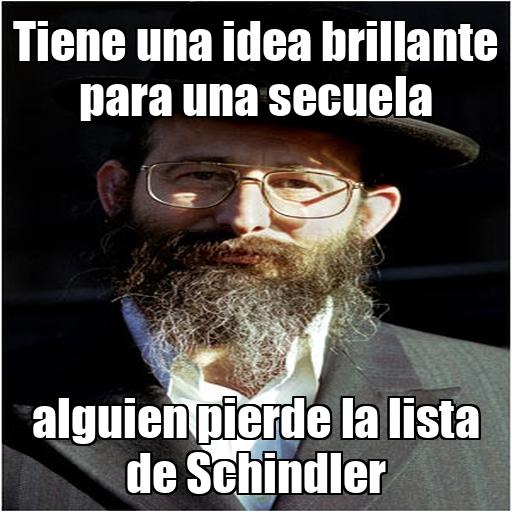 Tiene una idea brillante
para una secuela
alguien pierde la lista
de Schindler